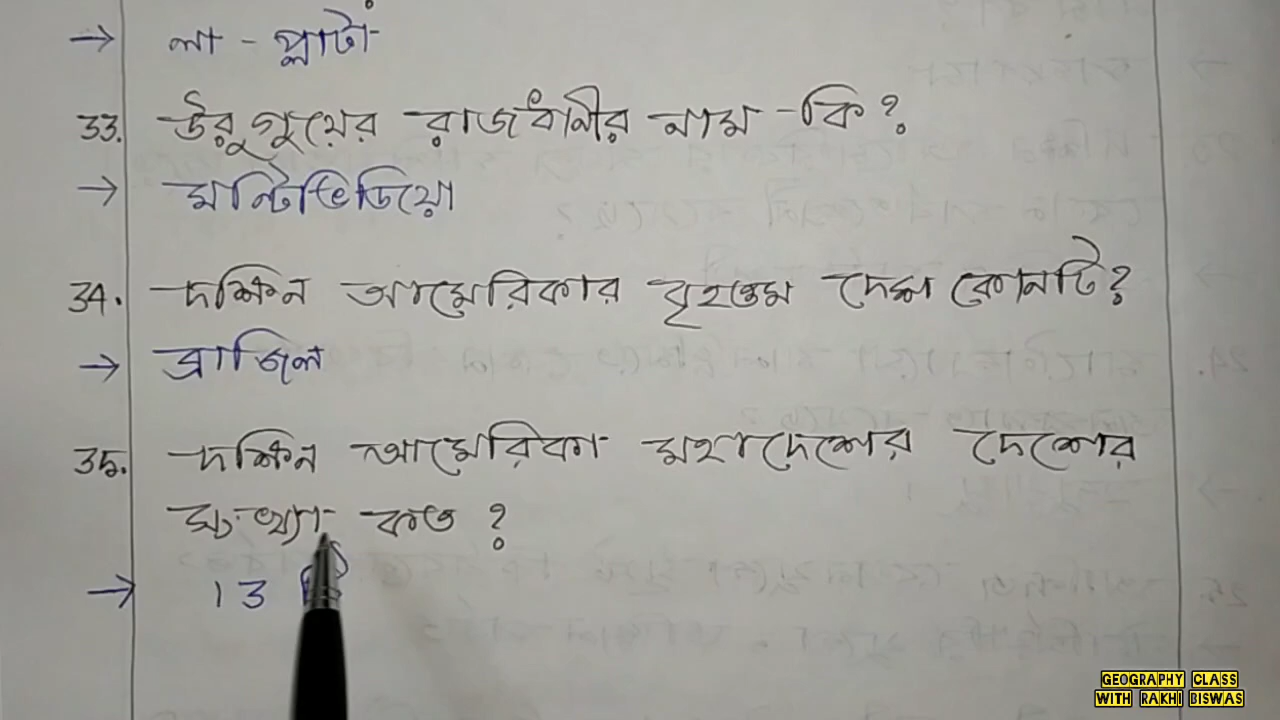 → লা - প্লাটা
33. উরুগুয়ের রাজধানীর নাম কি?
→ মন্টিভিডিয়ো
34. দক্ষিন আমেরিকার বৃহত্তম দেশ কোনটি?
→ ব্রাজিল
35. দক্ষিন আমেরিকা মহাদেশের দেশের
সংখ্যা কত?
→ 13 টি
GEOGRAPHY CLASS
WITH RAKHI BISWAS